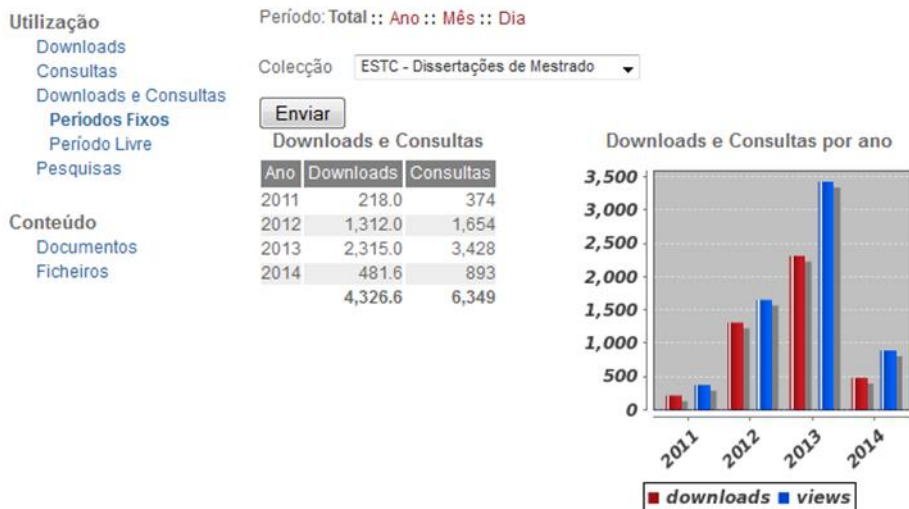 Utilização
Downloads
Consultas
Downloads e Consultas
Períodos Fixos
Período Livre
Pesquisas
Conteúdo
Documentos
Ficheiros
Período: Total :: Ano :: Mês :: Dia
Colecção ESTC - Dissertações de Mestrado
Enviar
Downloads e Consultas
Ano Downloads Consultas
2011 218.0 374
2012 1,312.0 1,654
2013 2,315.0 3,428
2014 481.6 893
4,326.6 6,349
Downloads e Consultas por ano
3,500
3,000
2,500
2,000
1,500
1,000
500
0
2011 2012 2013 2014
downloads views